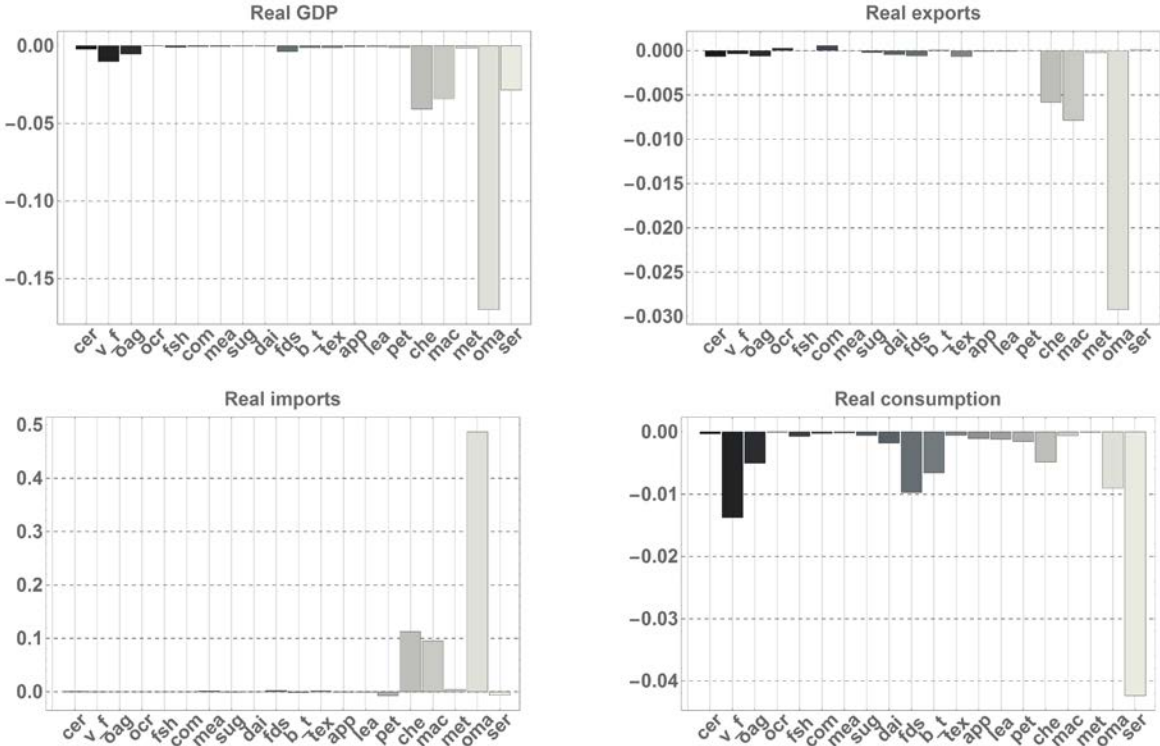 Real GDP
0.00
−0.05
−0.10
−0.15
cer
v_f
oag
ocr
fsh
com
mea
sug
dai
fds
b_t
tex
app
lea
pet
che
mac
met
oma
ser
Real exports
0.000
−0.005
−0.010
−0.015
−0.020
−0.025
−0.030
cer
v_f
oag
ocr
fsh
com
mea
sug
dai
fds
b_t
tex
app
lea
pet
che
mac
met
oma
ser
Real imports
0.5
0.4
0.3
0.2
0.1
0.0
cer
v_f
oag
ocr
fsh
com
mea
sug
dai
fds
b_t
tex
app
lea
pet
che
mac
met
oma
ser
Real consumption
0.00
−0.01
−0.02
−0.03
−0.04
cer
v_f
oag
ocr
fsh
com
mea
sug
dai
fds
b_t
tex
app
lea
pet
che
mac
met
oma
ser